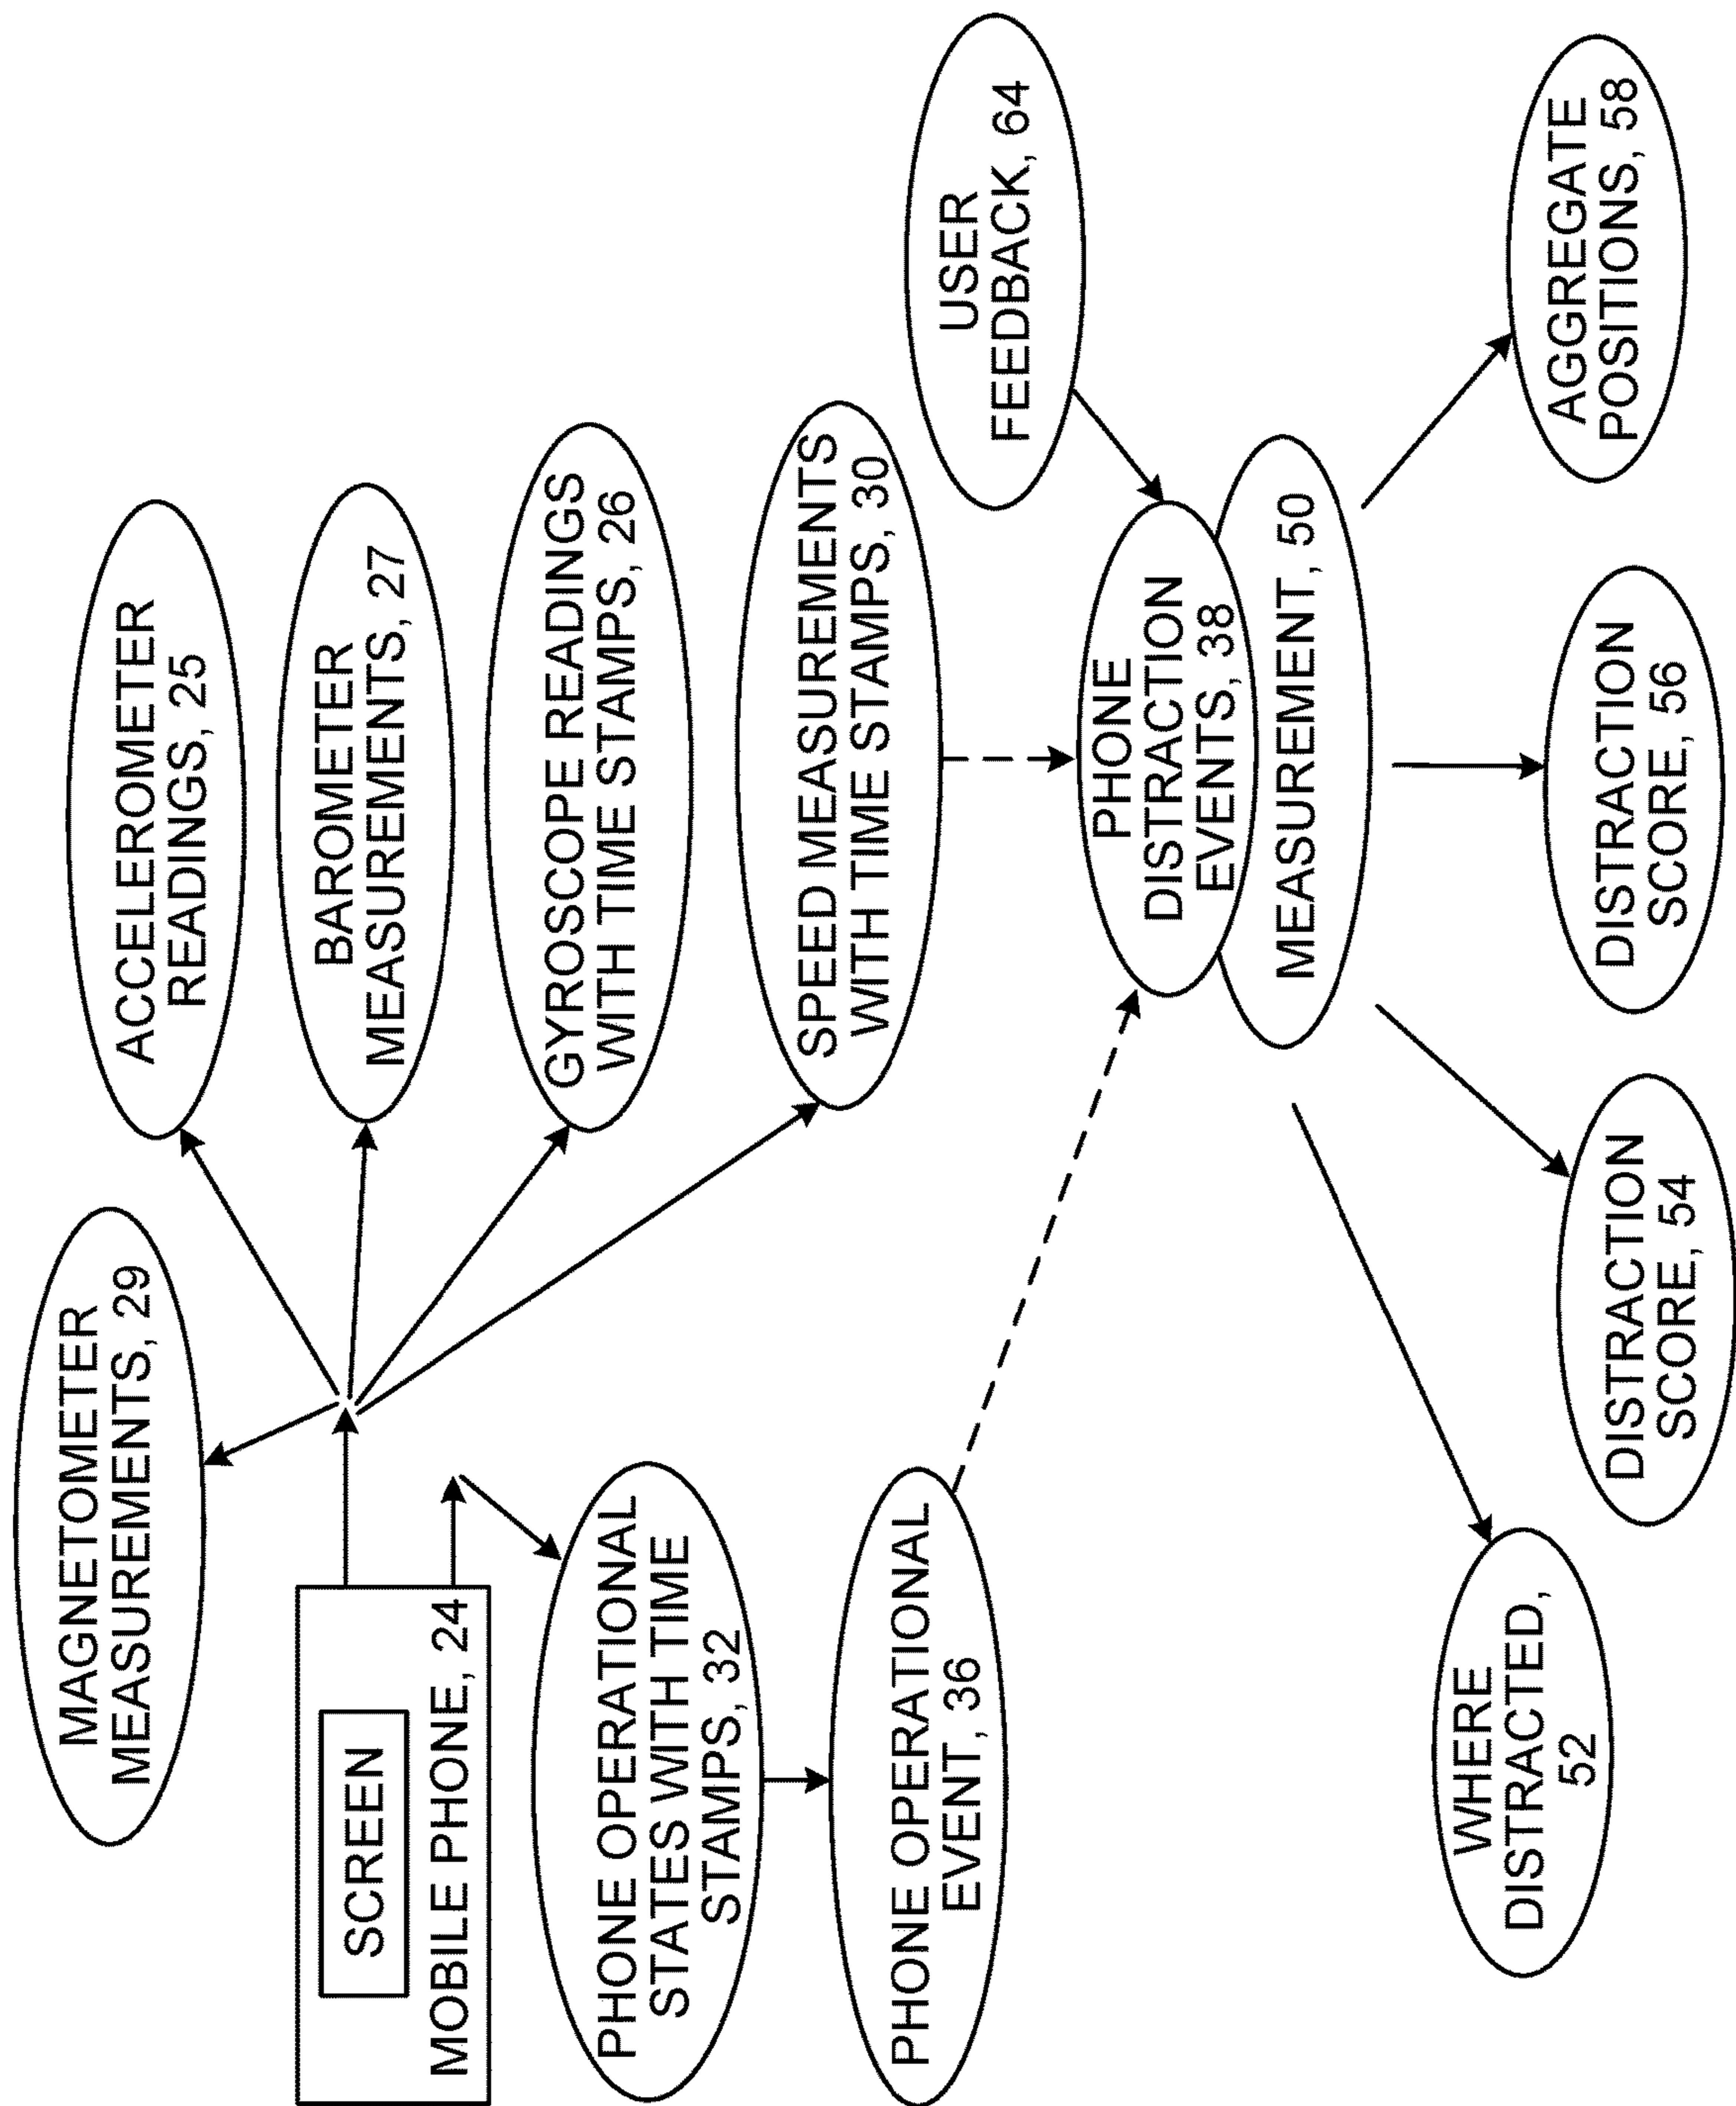 MAGNETOMETER
MEASUREMENTS, 29
ACCELEROMETER
READINGS, 25
SCREEN
MOBILE PHONE, 24
BAROMETER
MEASUREMENTS, 27
PHONE OPERATIONAL
STATES WITH TIME
STAMPS, 32
GYROSCOPE READINGS
WITH TIME STAMPS, 26
PHONE OPERATIONAL
EVENT, 36
SPEED MEASUREMENTS
WITH TIME STAMPS, 30
USER
FEEDBACK, 64
PHONE
DISTRACTION
EVENTS, 38
MEASUREMENT, 50
WHERE
DISTRACTED,
52
DISTRACTION
SCORE, 54
DISTRACTION
SCORE, 56
AGGREGATE
POSITIONS, 58